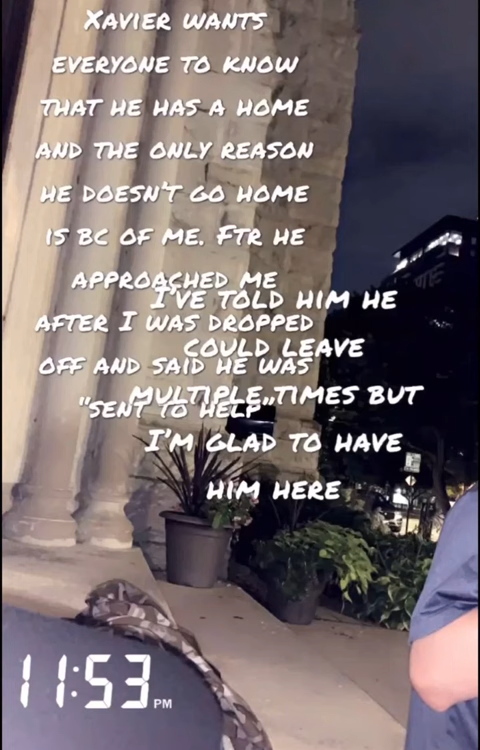 Xavier wants
everyone to know
that he has a home
and the only reason
he doesn't go home
is bc of me. Ftr he
approached me
after I was dropped
off and said he was
"sent to help"
I've told him he
could leave
multiple times but
I'm glad to have
him here
11:53 PM